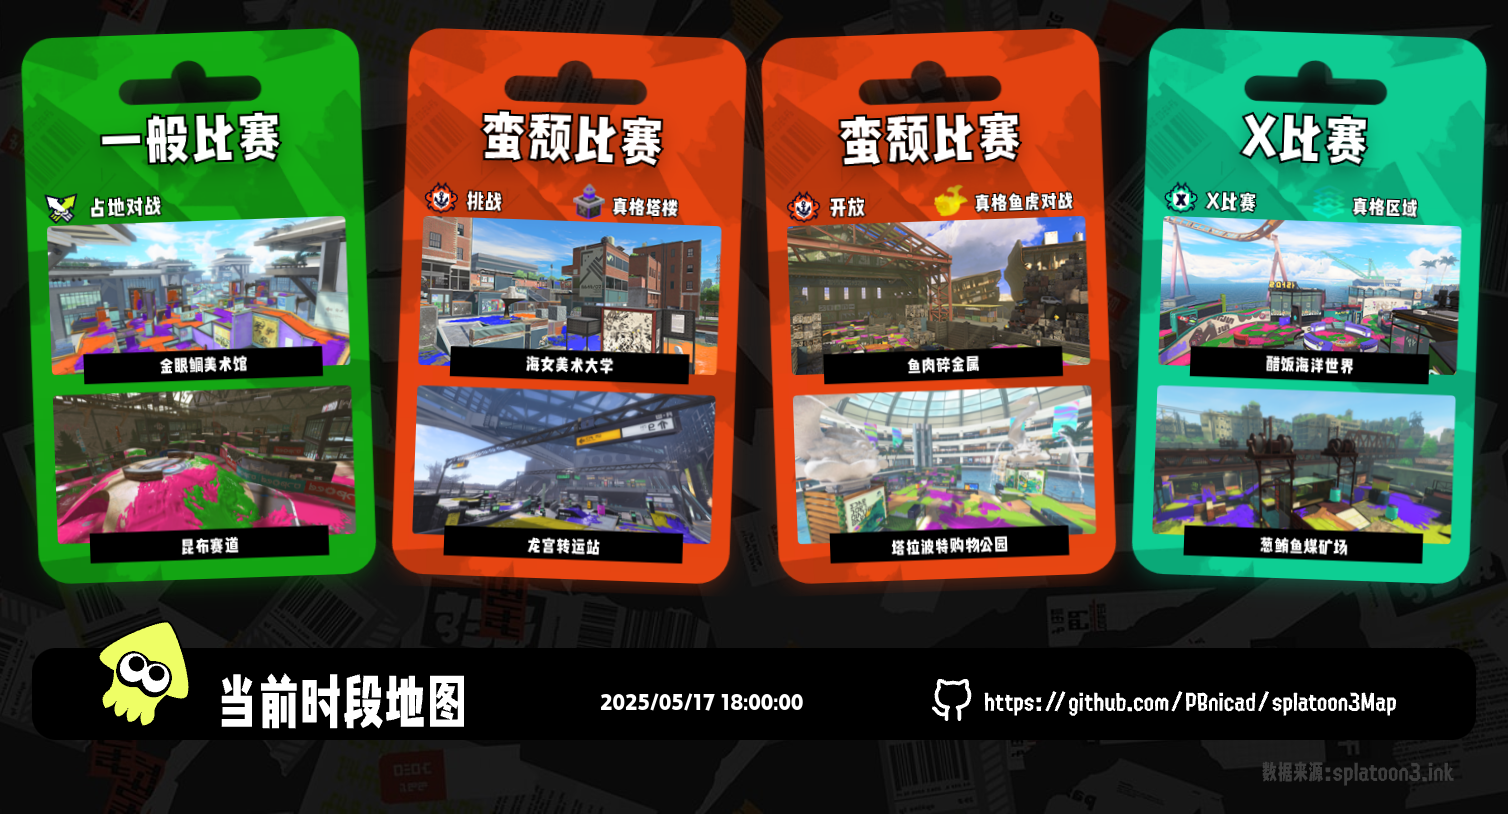 一般比赛
占地对战
金眼鲷美术馆
昆布赛道
蛮颓比赛
挑战
真格塔楼
海女美术大学
龙宫转运站
蛮颓比赛
开放
真格鱼虎对战
鱼肉碎金属
塔拉波特购物公园
X比赛
X比赛
真格区域
醋饭海洋世界
葱鲔鱼煤矿场
当前时段地图
2025/05/17 18:00:00
https://github.com/PBnicad/splatoon3Map
数据来源:splatoon3.ink